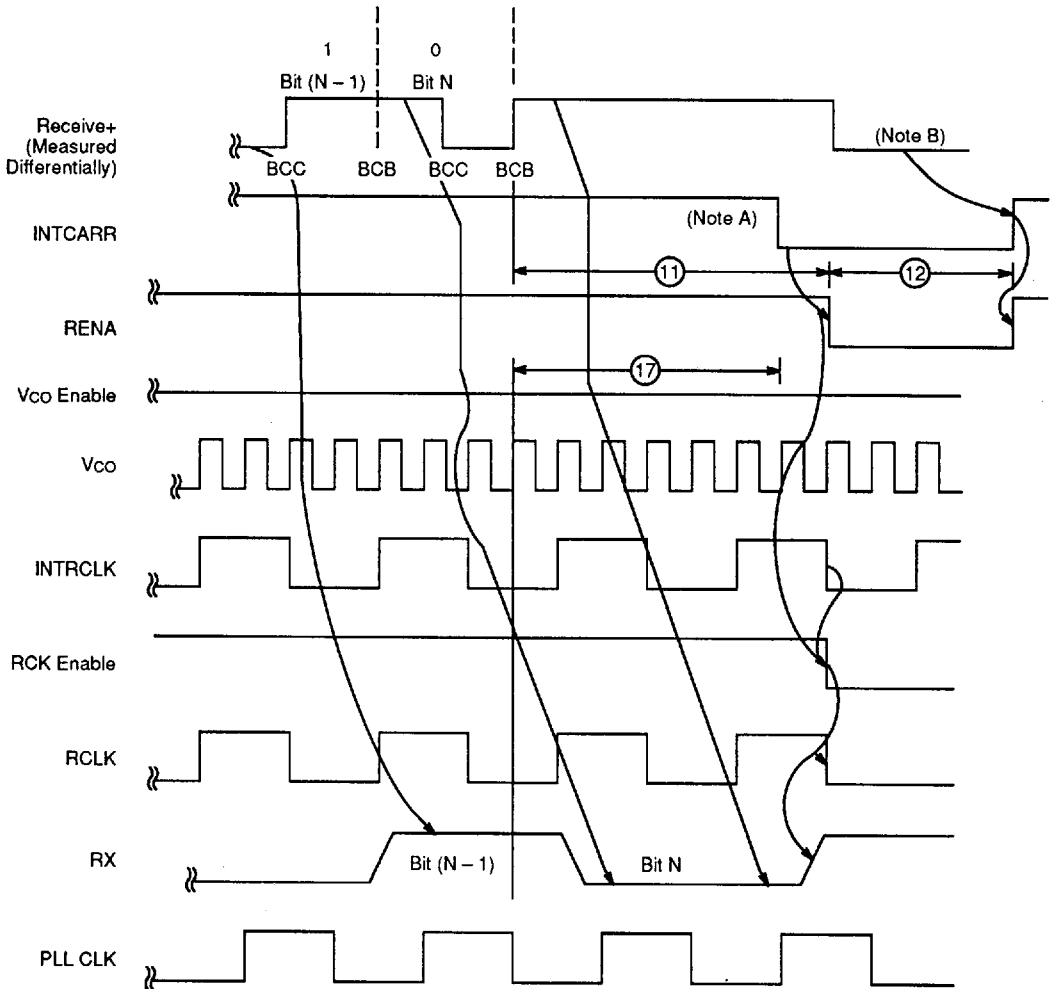 1
0
Bit (N – 1)
Bit N
Receive+
(Measured
Differentially)
(Note B)
BCC
BCB
BCC
BCB
INTCARR
(Note A)
11
12
RENA
17
VCO Enable
VCO
INTRCLK
RCK Enable
RCLK
RX
Bit (N – 1)
Bit N
PLL CLK